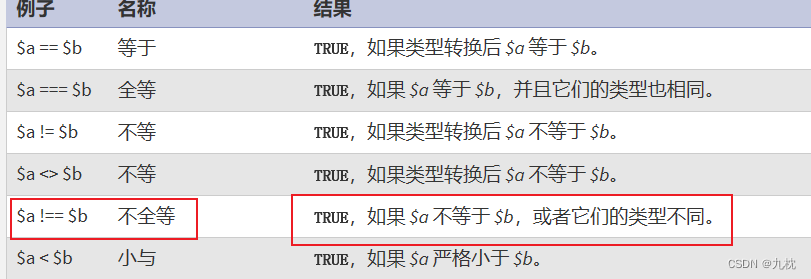 例子 名称 结果
$a == $b 等于 TRUE，如果类型转换后 $a 等于 $b。
$a === $b 全等 TRUE，如果 $a 等于 $b，并且它们的类型也相同。
$a != $b 不等 TRUE，如果类型转换后 $a 不等于 $b。
$a <> $b 不等 TRUE，如果类型转换后 $a 不等于 $b。
$a !== $b 不全等 TRUE，如果 $a 不等于 $b，或者它们的类型不同。
$a < $b 小与 TRUE，如果 $a 严格小于 $b。
CSDN @九枕